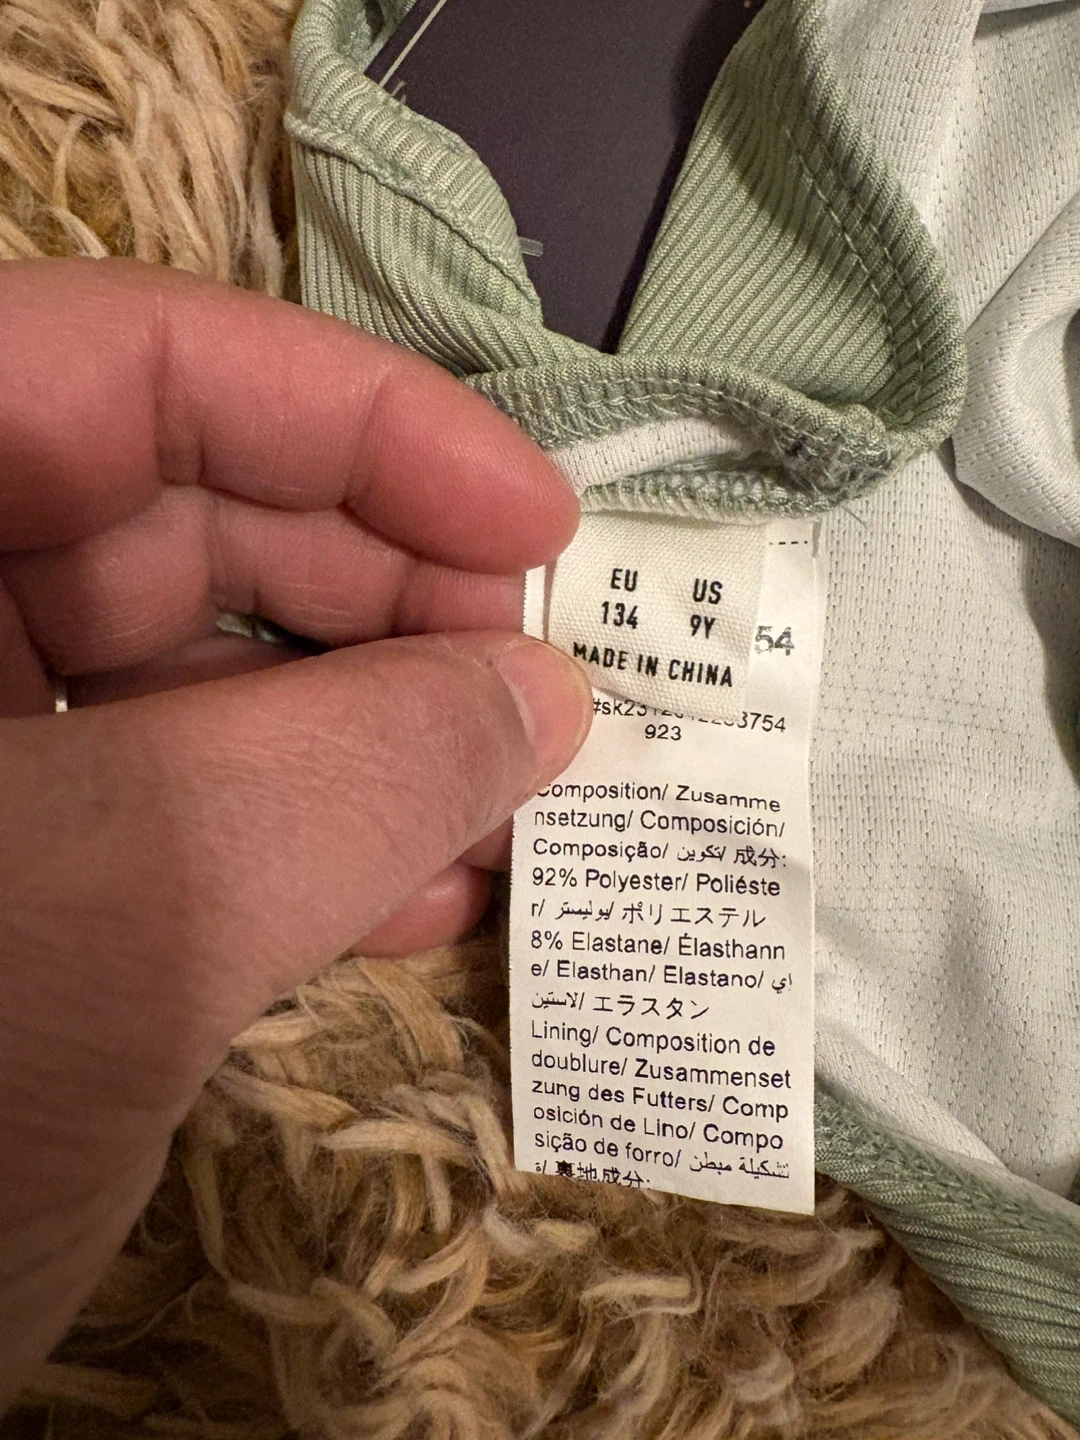 EU US
134 9Y
MADE IN CHINA
54
923
Composition/ Zusamme
nsetzung/ Composición/
Composição/ تكوين/ 成分:
92% Polyester/ Polіéste
r/ بوليستر/ ポリエステル
8% Elastane/ Élasthann
e/ Elasthan/ Elastano/ إي
لاستين/ エラスタン
Lining/ Composition de
doublure/ Zusammenset
zung des Futters/ Comp
osición de Lino/ Compo
sição de forro/ تشكيلة مبطن
ة/ 裏地成分: